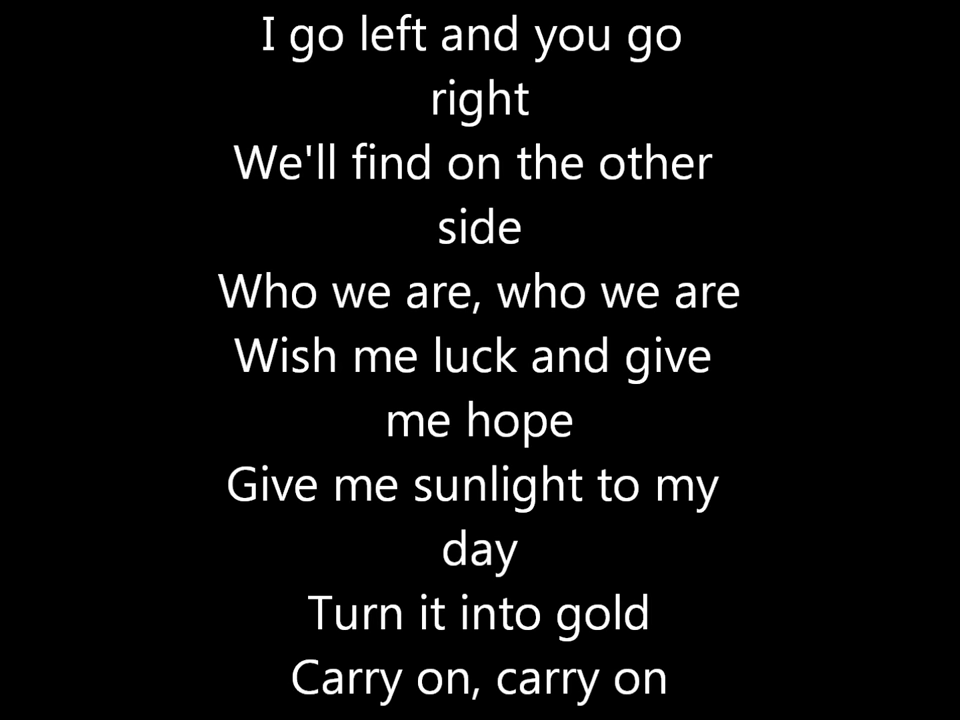 I go left and you go
right
We'll find on the other
side
Who we are, who we are
Wish me luck and give
me hope
Give me sunlight to my
day
Turn it into gold
Carry on, carry on